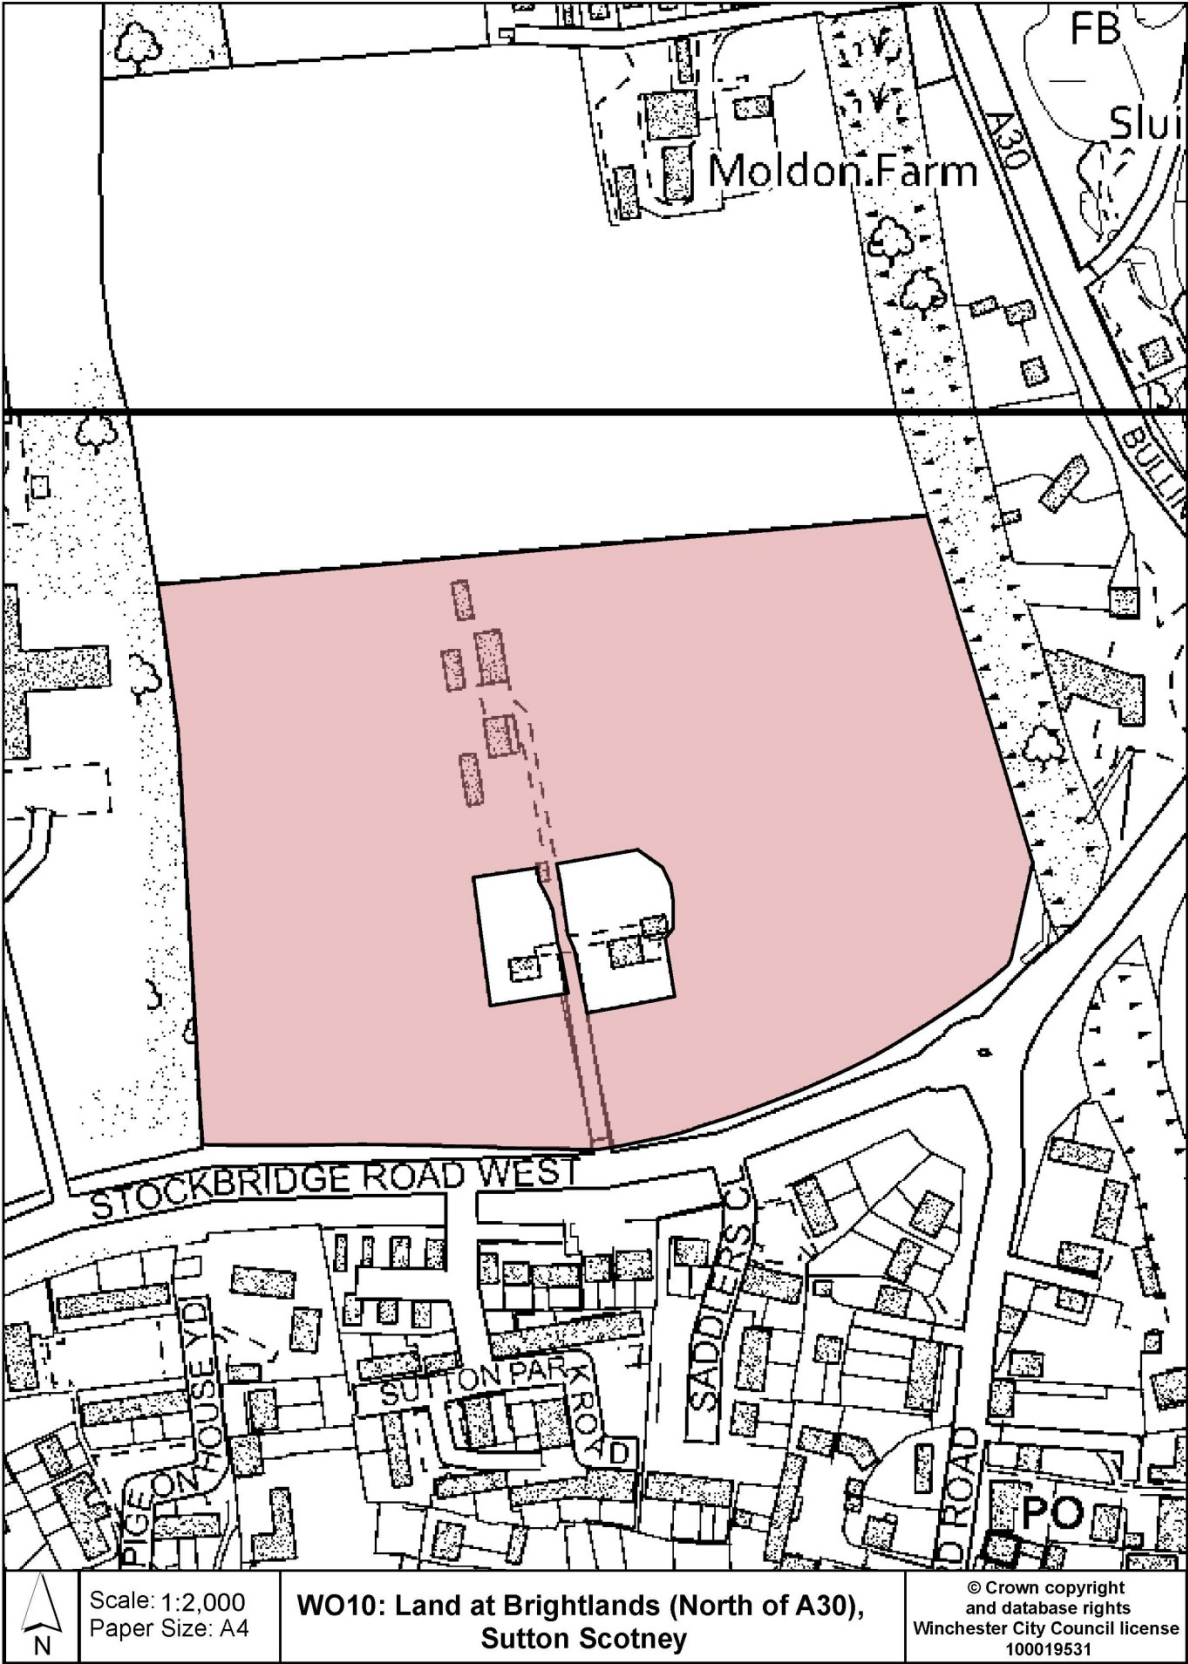 FB
Slui
A30
Moldon Farm
BULLIN
STOCKBRIDGE ROAD WEST
SADDLERS CL
PIGEON HOUSE YD
SUTTON PARK ROAD
D ROAD
PO
N
Scale: 1:2,000
Paper Size: A4
WO10: Land at Brightlands (North of A30),
Sutton Scotney
© Crown copyright
and database rights
Winchester City Council license
100019531